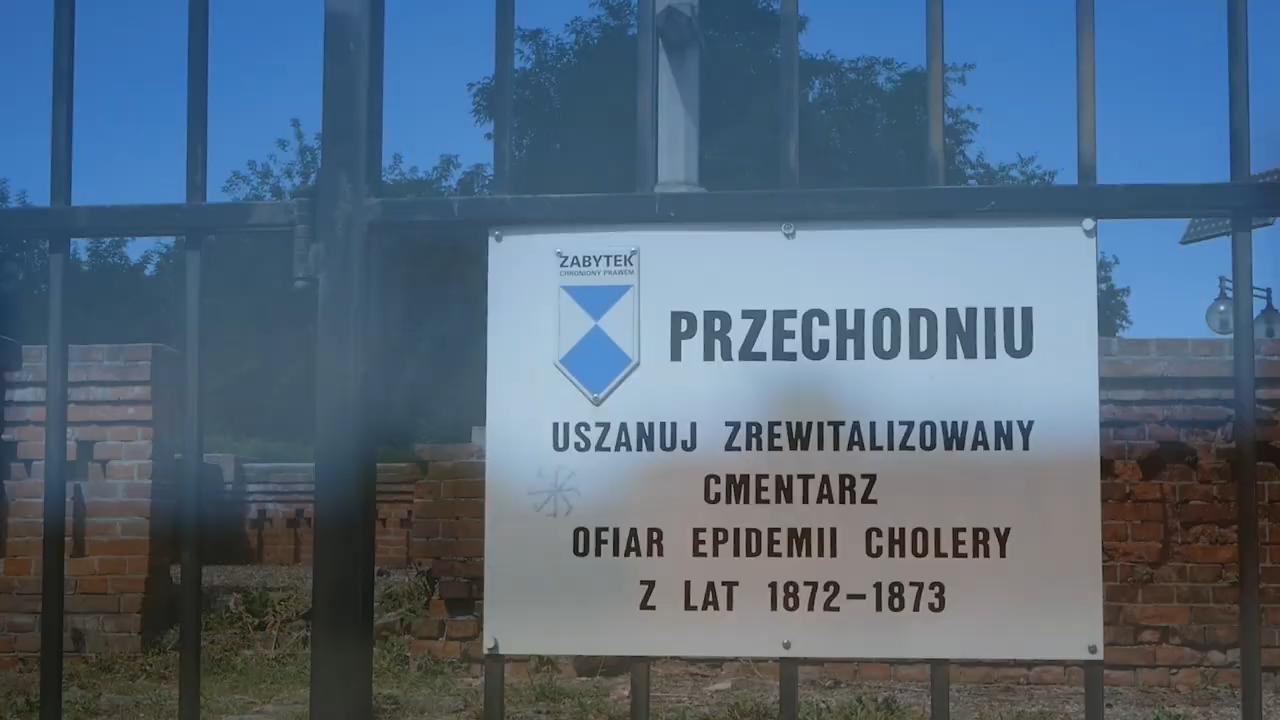 ZABYTEK
CHRONIONY PRAWEM
PRZECHODNIU
USZANUJ ZREWITALIZOWANY
CMENTARZ
OFIAR EPIDEMII CHOLERY
Z LAT 1872–1873